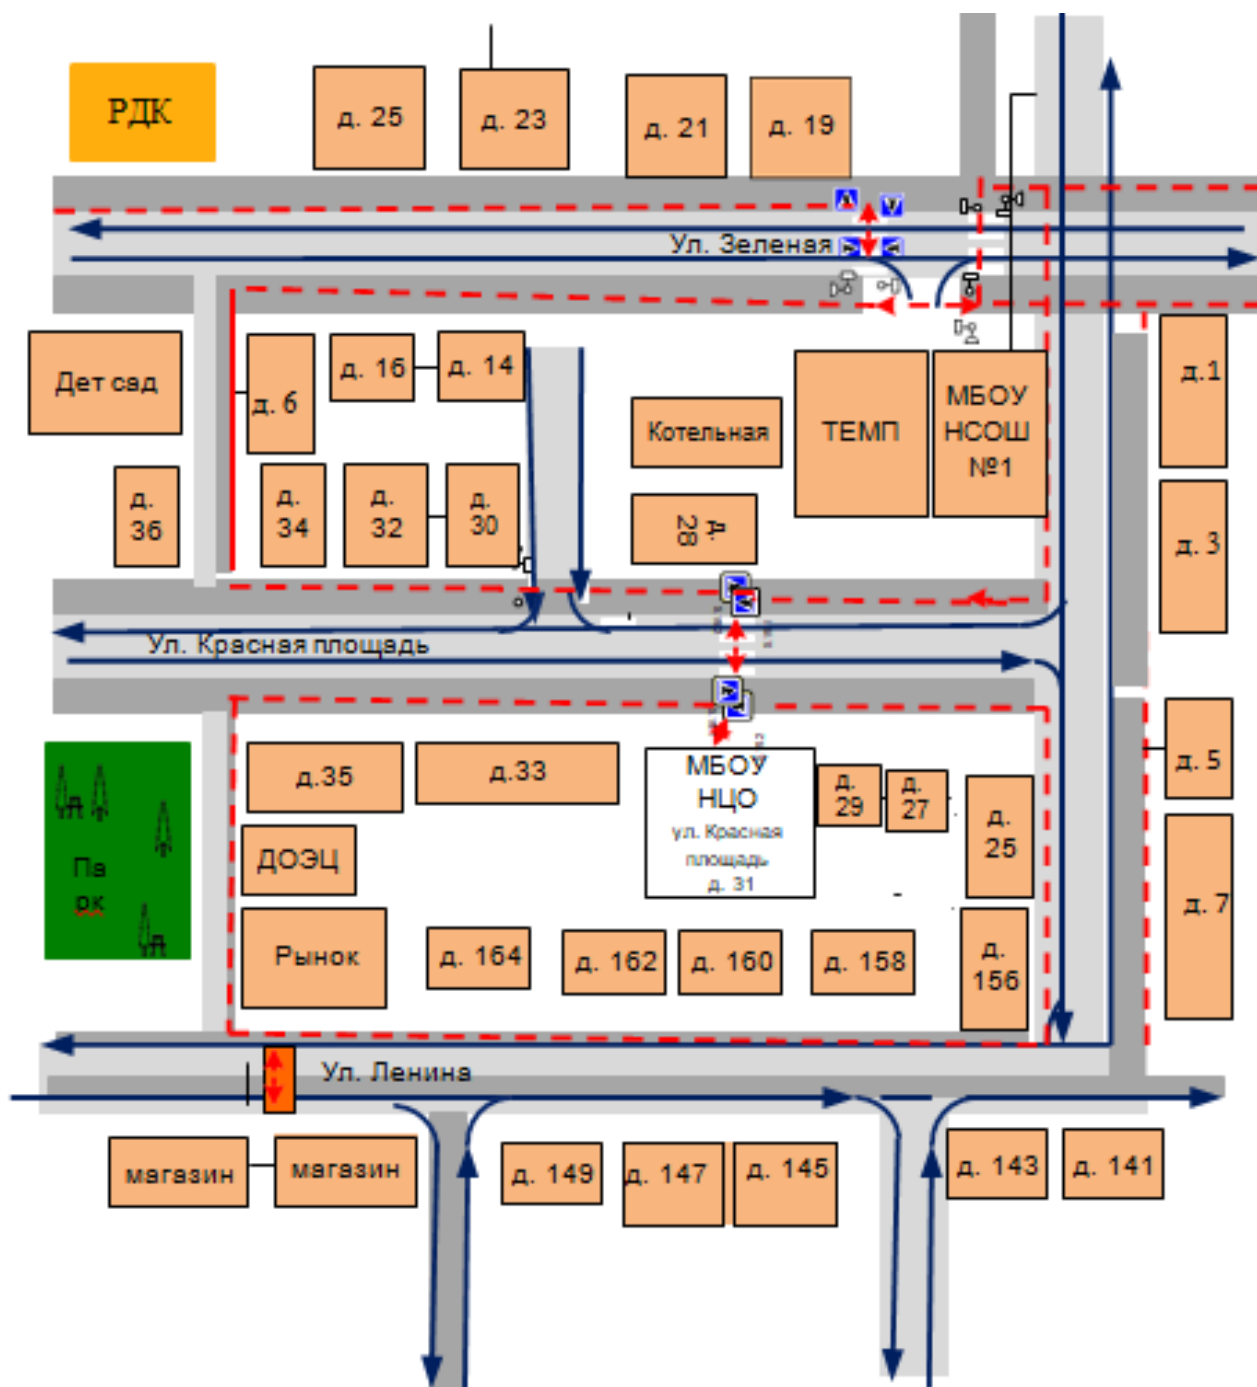 РДК
д. 25
д. 23
д. 21
д. 19
Ул. Зеленая
Дет сад
д. 6
д. 16
д. 14
Котельная
ТЕМП
МБОУ
НСОШ
№1
д.1
д.
36
д.
34
д.
32
д.
30
д.
28
д. 3
Ул. Красная площадь
д.35
д.33
МБОУ
НЦО
ул. Красная
площадь
д. 31
д.
29
д.
27
д.
25
д. 5
Па
рк
ДОЭЦ
Рынок
д. 164
д. 162
д. 160
д. 158
д.
156
д. 7
Ул. Ленина
магазин
магазин
д. 149
д. 147
д. 145
д. 143
д. 141